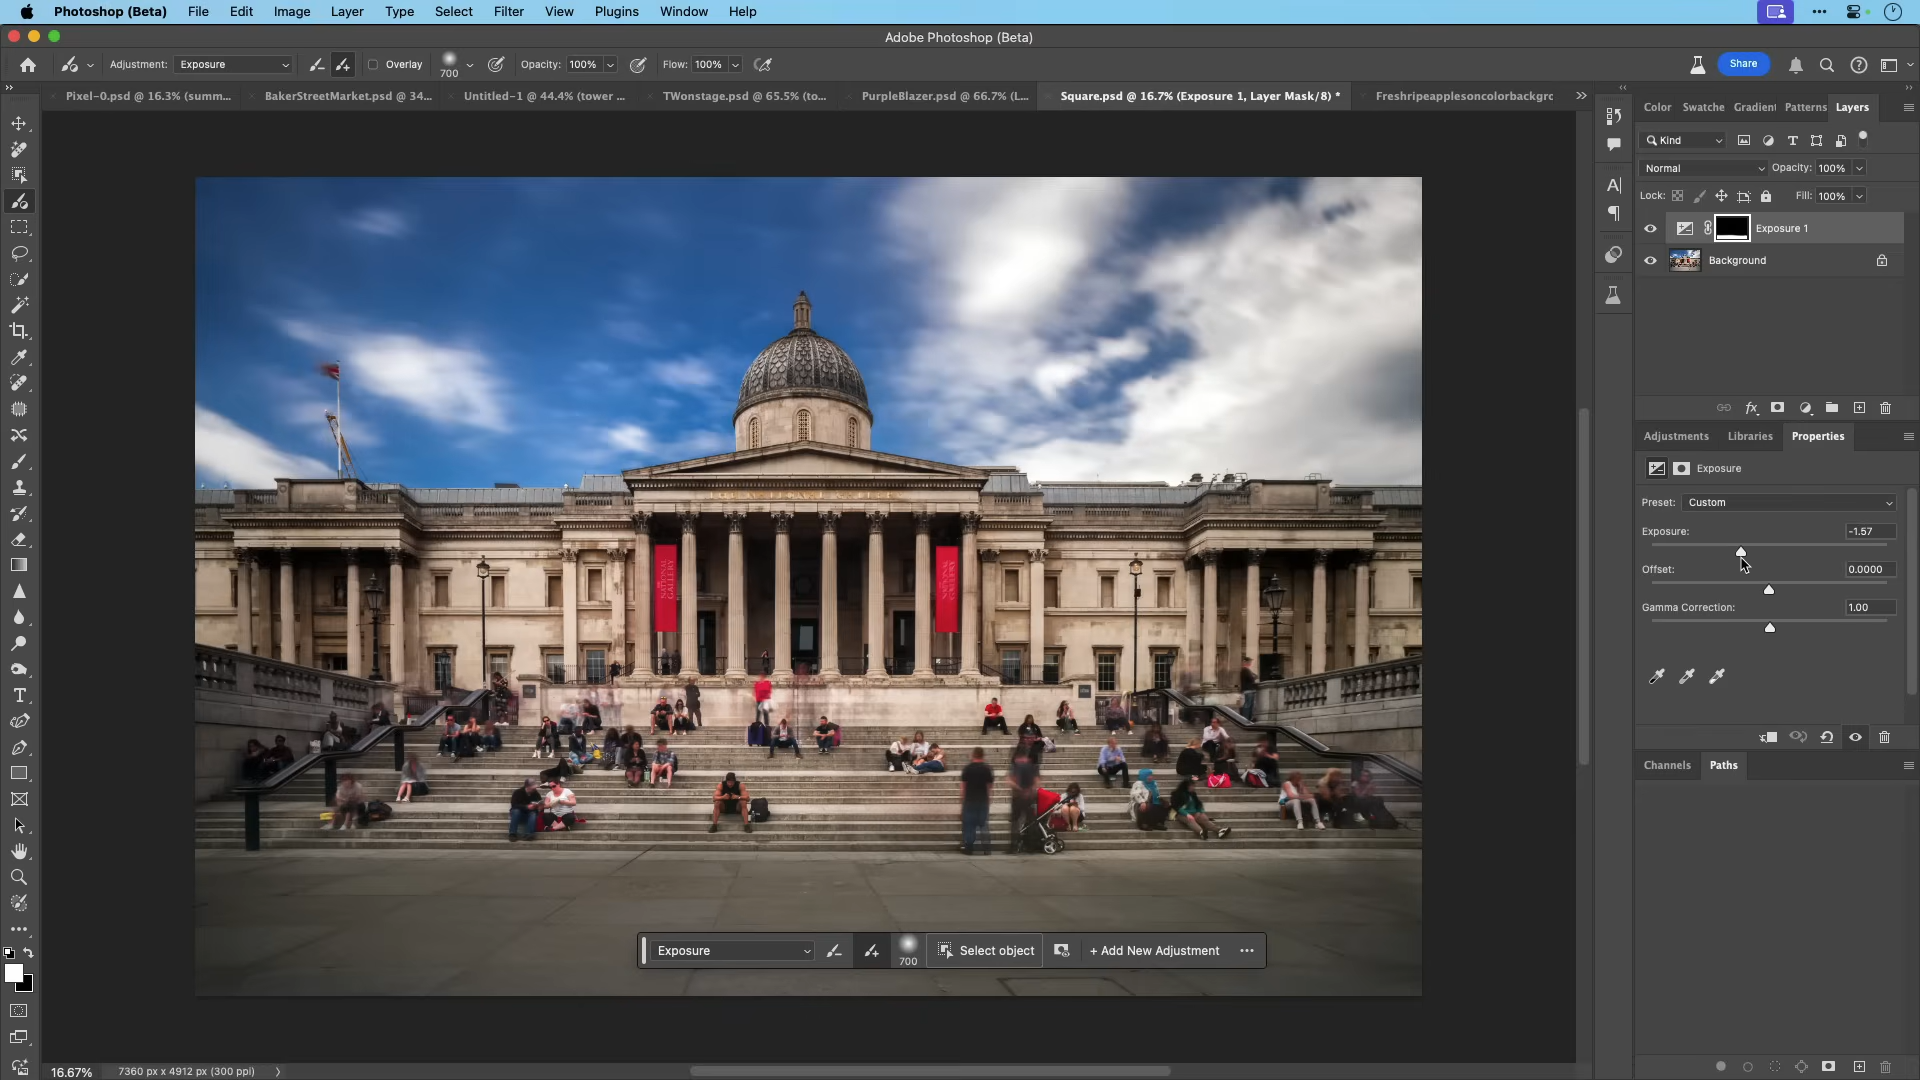 Photoshop (Beta) File Edit Image Layer Type Select Filter View Plugins Window Help
Adobe Photoshop (Beta)
Adjustment: Exposure Overlay 700 Opacity: 100% Flow: 100% Share
Pixel-0.psd @ 16.3% (summ... BakerStreetMarket.psd @ 34... Untitled-1 @ 44.4% (tower ... TWonstage.psd @ 65.5% (to... PurpleBlazer.psd @ 66.7% (L... Square.psd @ 16.7% (Exposure 1, Layer Mask/8) * Freshripeapplesoncolorbackgrc
Color Swatche Gradient Patterns Layers
Kind
Normal Opacity: 100%
Lock: Fill: 100%
Exposure 1
Background
Adjustments Libraries Properties
Exposure
Preset: Custom
Exposure: -1.57
Offset: 0.0000
Gamma Correction: 1.00
Channels Paths
NATIONAL
GALLERY
NATIONAL
GALLERY
Exposure 700 Select object + Add New Adjustment
16.67% 7360 px x 4912 px (300 ppi)